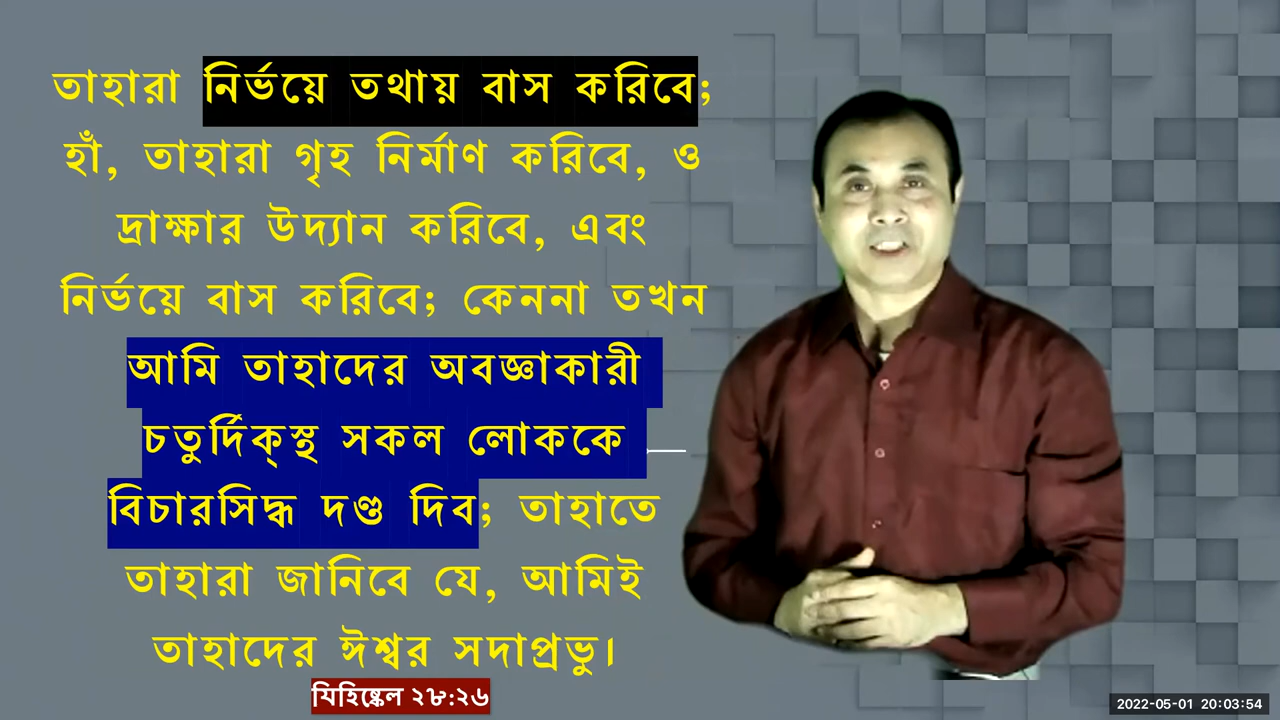 তাহারা নির্ভয়ে তথায় বাস করিবে;
হাঁ, তাহারা গৃহ নির্মাণ করিবে, ও
দ্রাক্ষার উদ্যান করিবে, এবং
নির্ভয়ে বাস করিবে; কেননা তখন
আমি তাহাদের অবজ্ঞাকারী
চতুর্দিক্‌স্থ সকল লোককে
বিচারসিদ্ধ দণ্ড দিব; তাহাতে
তাহারা জানিবে যে, আমিই
তাহাদের ঈশ্বর সদাপ্রভু।
যিহিষ্কেল ২৮:২৬
2022-05-01 20:03:54